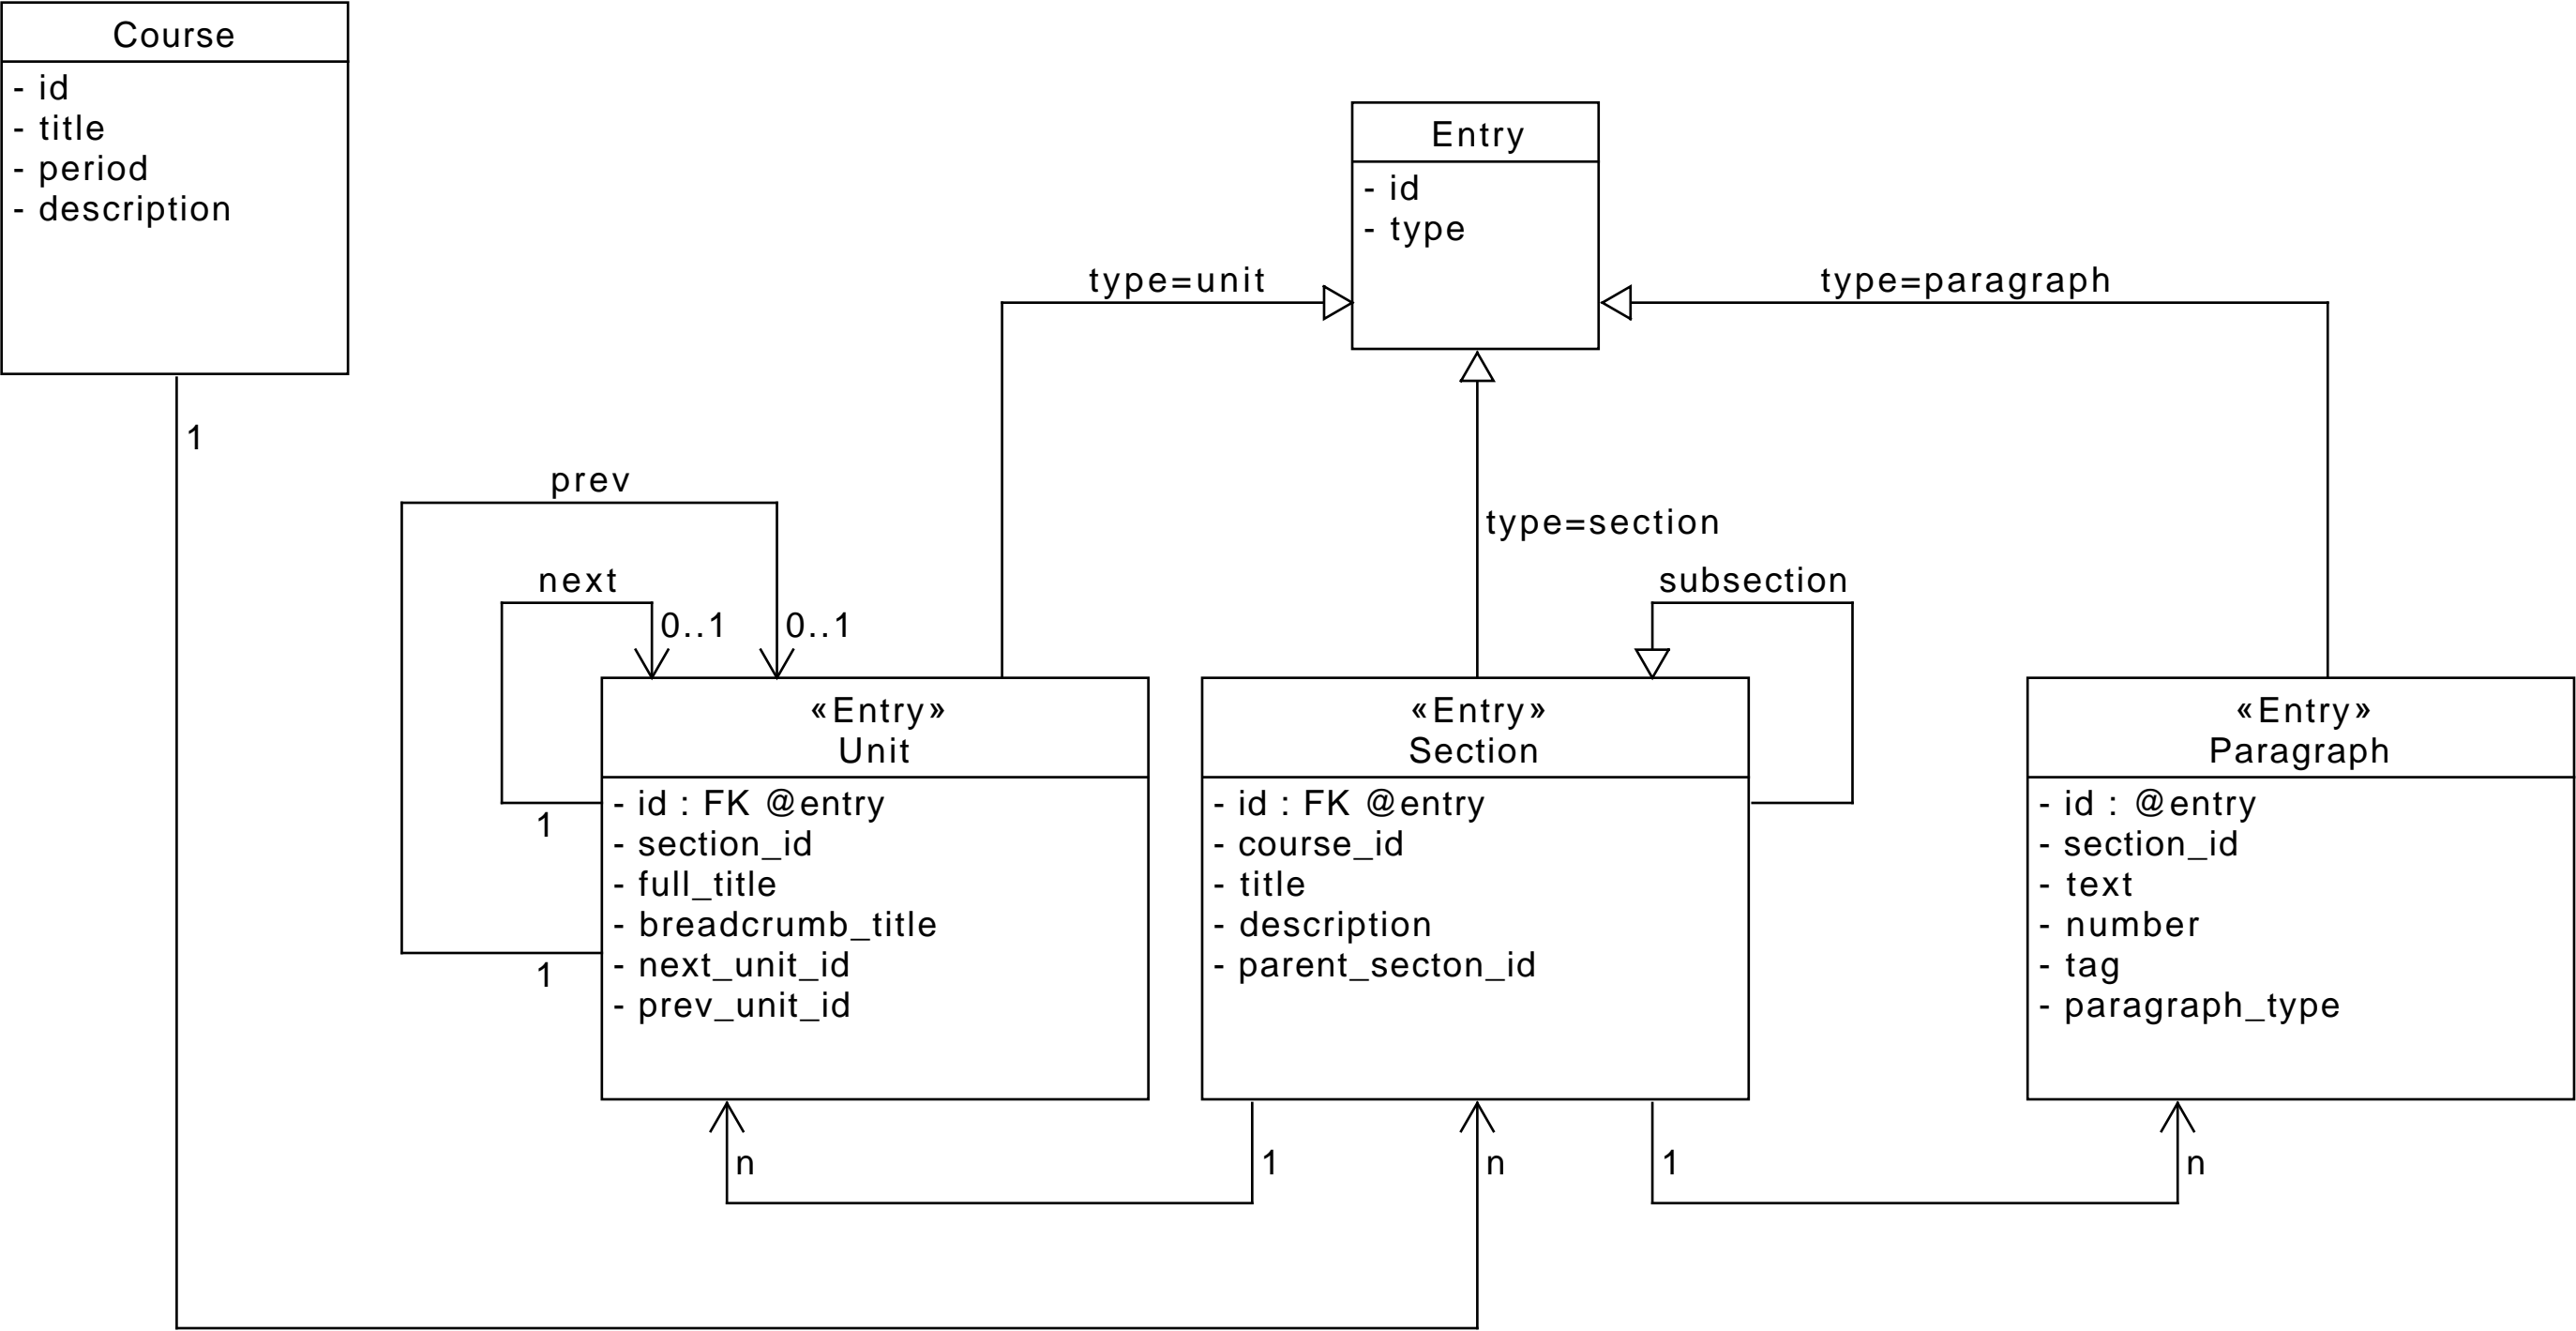 Course
- id
- title
- period
- description
Entry
- id
- type
type=unit
type=paragraph
1
prev
type=section
next
subsection
0..1
0..1
«Entry»
Unit
- id : FK @entry
- section_id
- full_title
- breadcrumb_title
- next_unit_id
- prev_unit_id
1
1
«Entry»
Section
- id : FK @entry
- course_id
- title
- description
- parent_secton_id
«Entry»
Paragraph
- id : @entry
- section_id
- text
- number
- tag
- paragraph_type
n
1
n
1
n